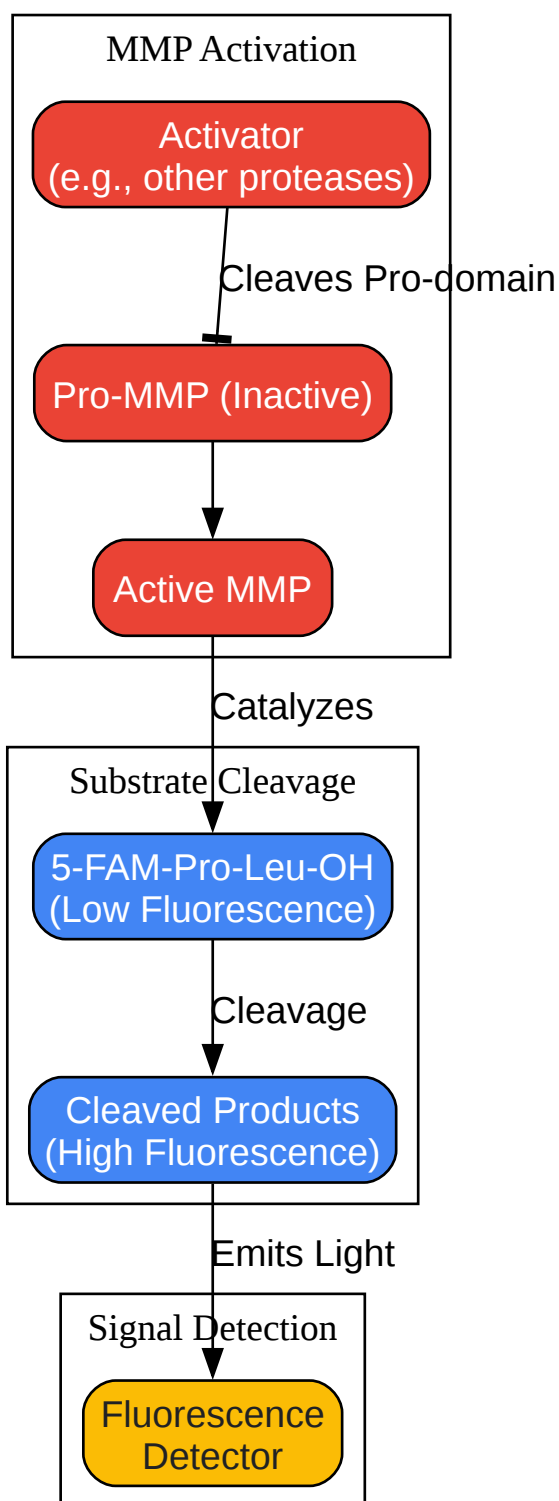 MMP Activation
Activator
(e.g., other proteases)
Cleaves Pro-domain
Pro-MMP (Inactive)
Active MMP
Catalyzes
Substrate Cleavage
5-FAM-Pro-Leu-OH
(Low Fluorescence)
Cleavage
Cleaved Products
(High Fluorescence)
Emits Light
Signal Detection
Fluorescence
Detector